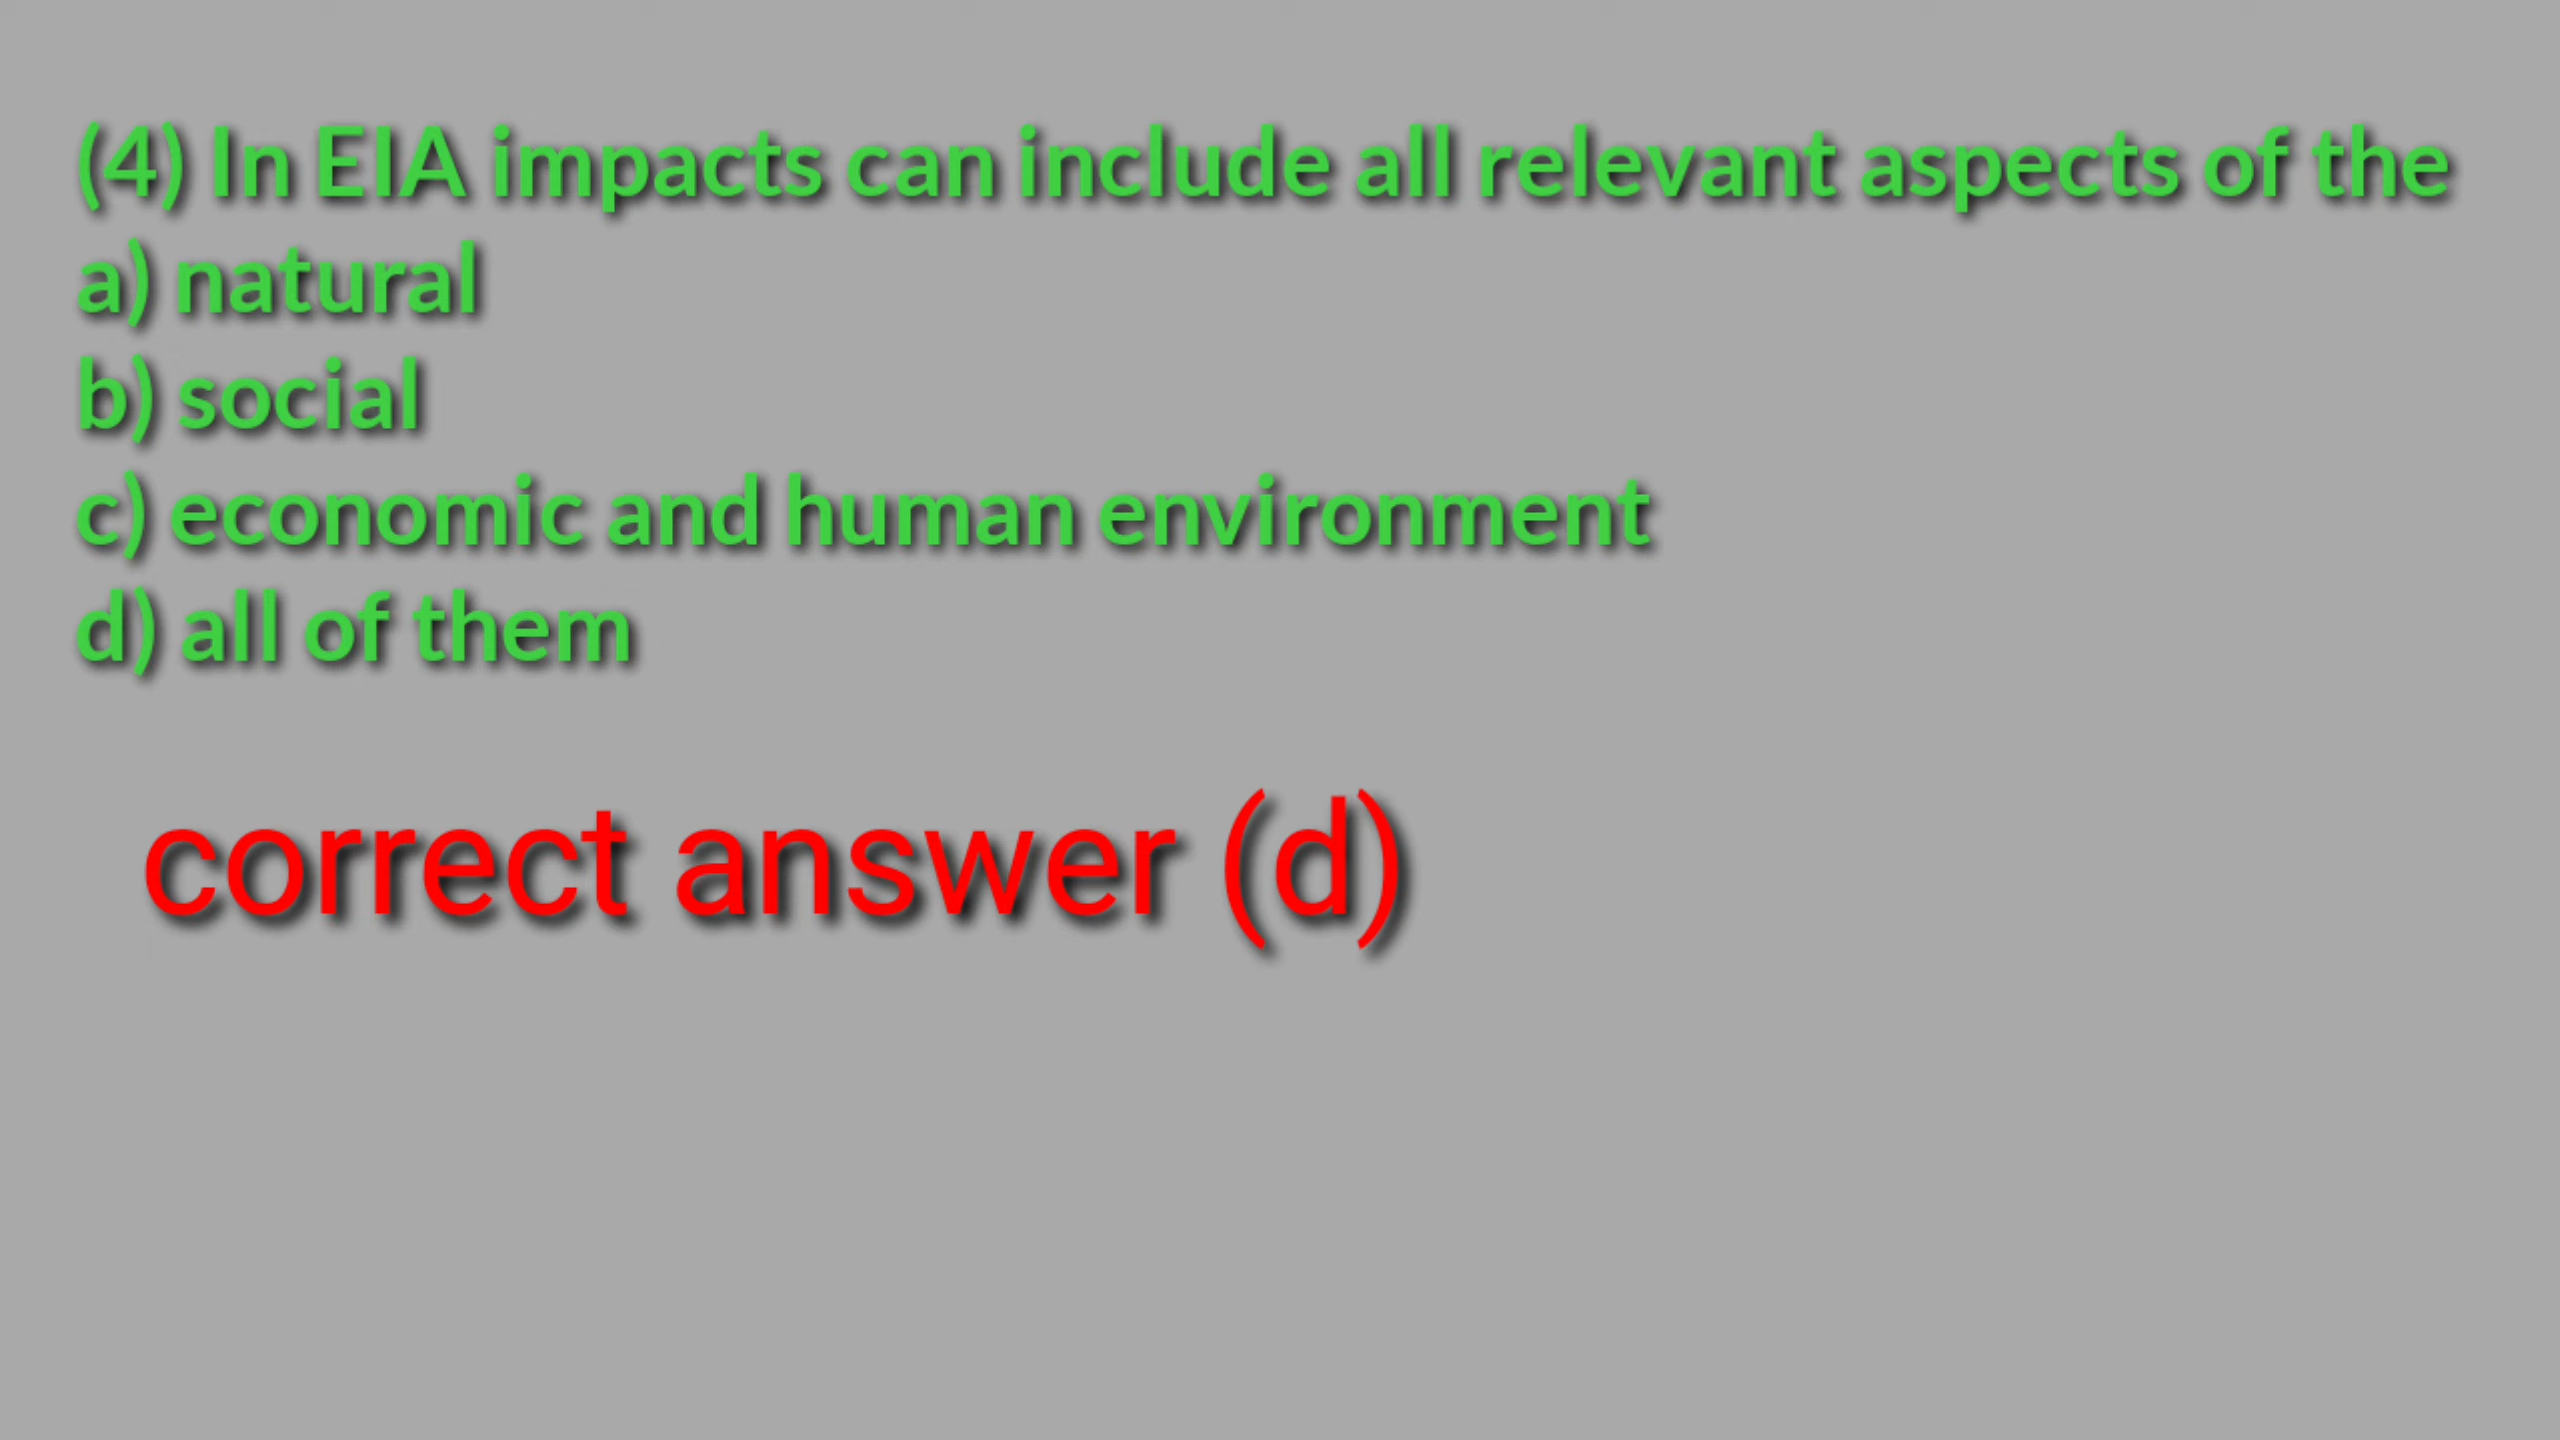 (4) In EIA impacts can include all relevant aspects of the
a) natural
b) social
c) economic and human environment
d) all of them
correct answer (d)